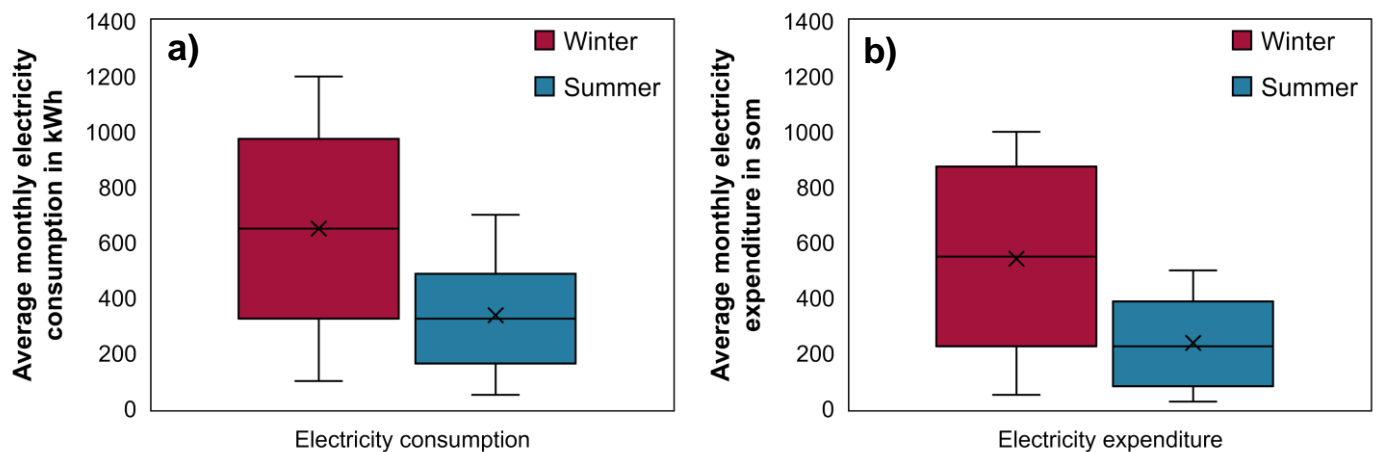 a)
Average monthly electricity
consumption in kWh
1400
1200
1000
800
600
400
200
0
Winter
Summer
Electricity consumption
b)
Average monthly electricity
expenditure in som
1400
1200
1000
800
600
400
200
0
Winter
Summer
Electricity expenditure